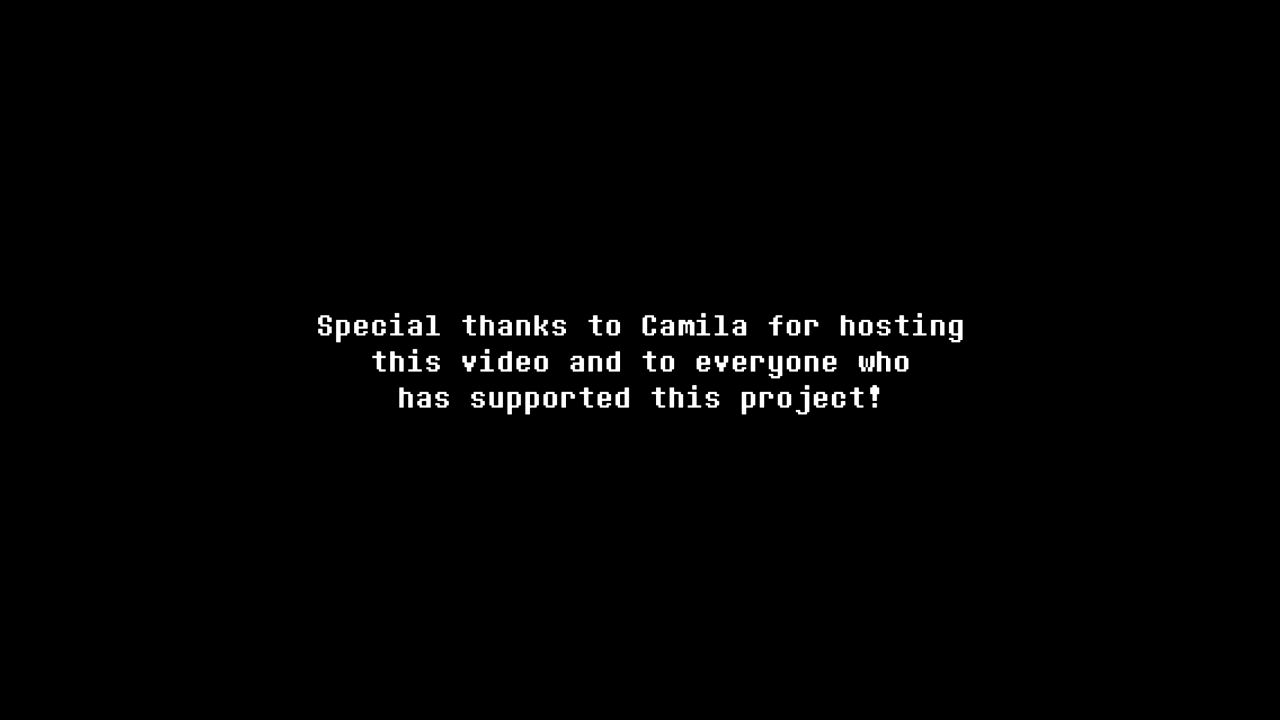 Special thanks to Camila for hosting
this video and to everyone who
has supported this project!